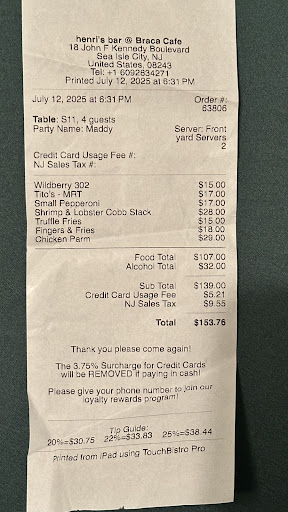 henri's bar @ Braca Cafe
18 John F Kennedy Boulevard
Sea Isle City, NJ
United States, 08243
Tel: +1 6092634271
Printed July 12, 2025 at 6:31 PM
July 12, 2025 at 6:31 PM Order #:
63806
Table: S11, 4 guests
Party Name: Maddy Server: Front
yard Servers
2
Credit Card Usage Fee #:
NJ Sales Tax #:
Wildberry 302 $15.00
Tito's - MRT $17.00
Small Pepperoni $17.00
Shrimp & Lobster Cobb Stack $28.00
Truffle Fries $15.00
Fingers & Fries $18.00
Chicken Parm $29.00
Food Total $107.00
Alcohol Total $32.00
Sub Total $139.00
Credit Card Usage Fee $5.21
NJ Sales Tax $9.55
Total $153.76
Thank you please come again!
The 3.75% Surcharge for Credit Cards
will be REMOVED if paying in cash!
Please give your phone number to join our
loyalty rewards program!
Tip Guide:
20%=$30.75 22%=$33.83 25%=$38.44
Printed from iPad using TouchBistro Pro